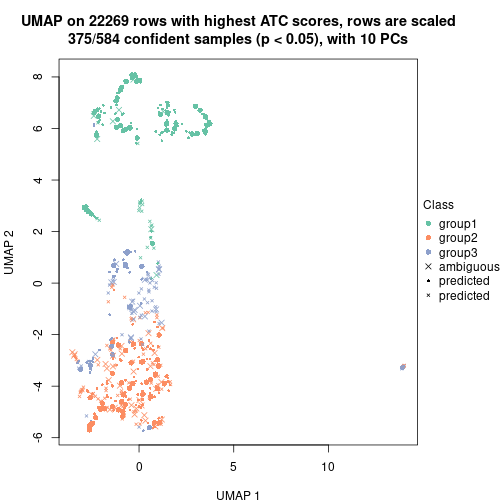 UMAP on 22269 rows with highest ATC scores, rows are scaled
375/584 confident samples (p < 0.05), with 10 PCs
8
6
4
2
0
-2
-4
-6
UMAP 2
0
5
10
UMAP 1
Class
group1
group2
group3
ambiguous
predicted
predicted